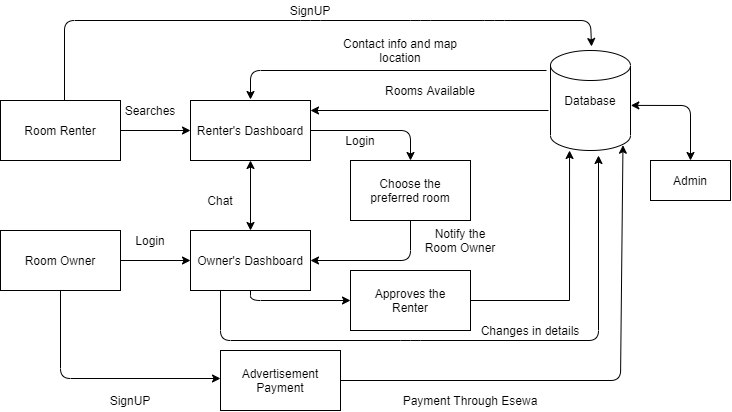 SignUP
Contact info and map
location
Rooms Available
Database
Searches
Room Renter
Renter's Dashboard
Login
Choose the
preferred room
Admin
Chat
Notify the
Room Owner
Login
Room Owner
Owner's Dashboard
Approves the
Renter
Changes in details
Advertisement
Payment
SignUP
Payment Through Esewa